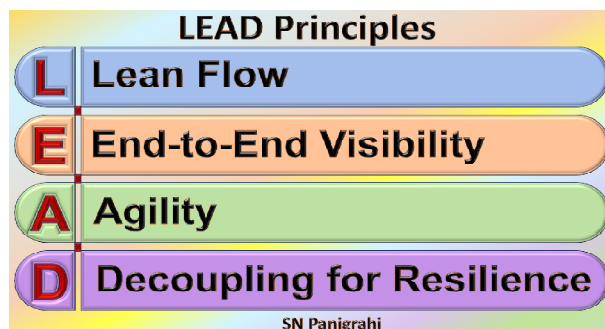 LEAD Principles
L Lean Flow
E End-to-End Visibility
A Agility
D Decoupling for Resilience
SN Panigrahi